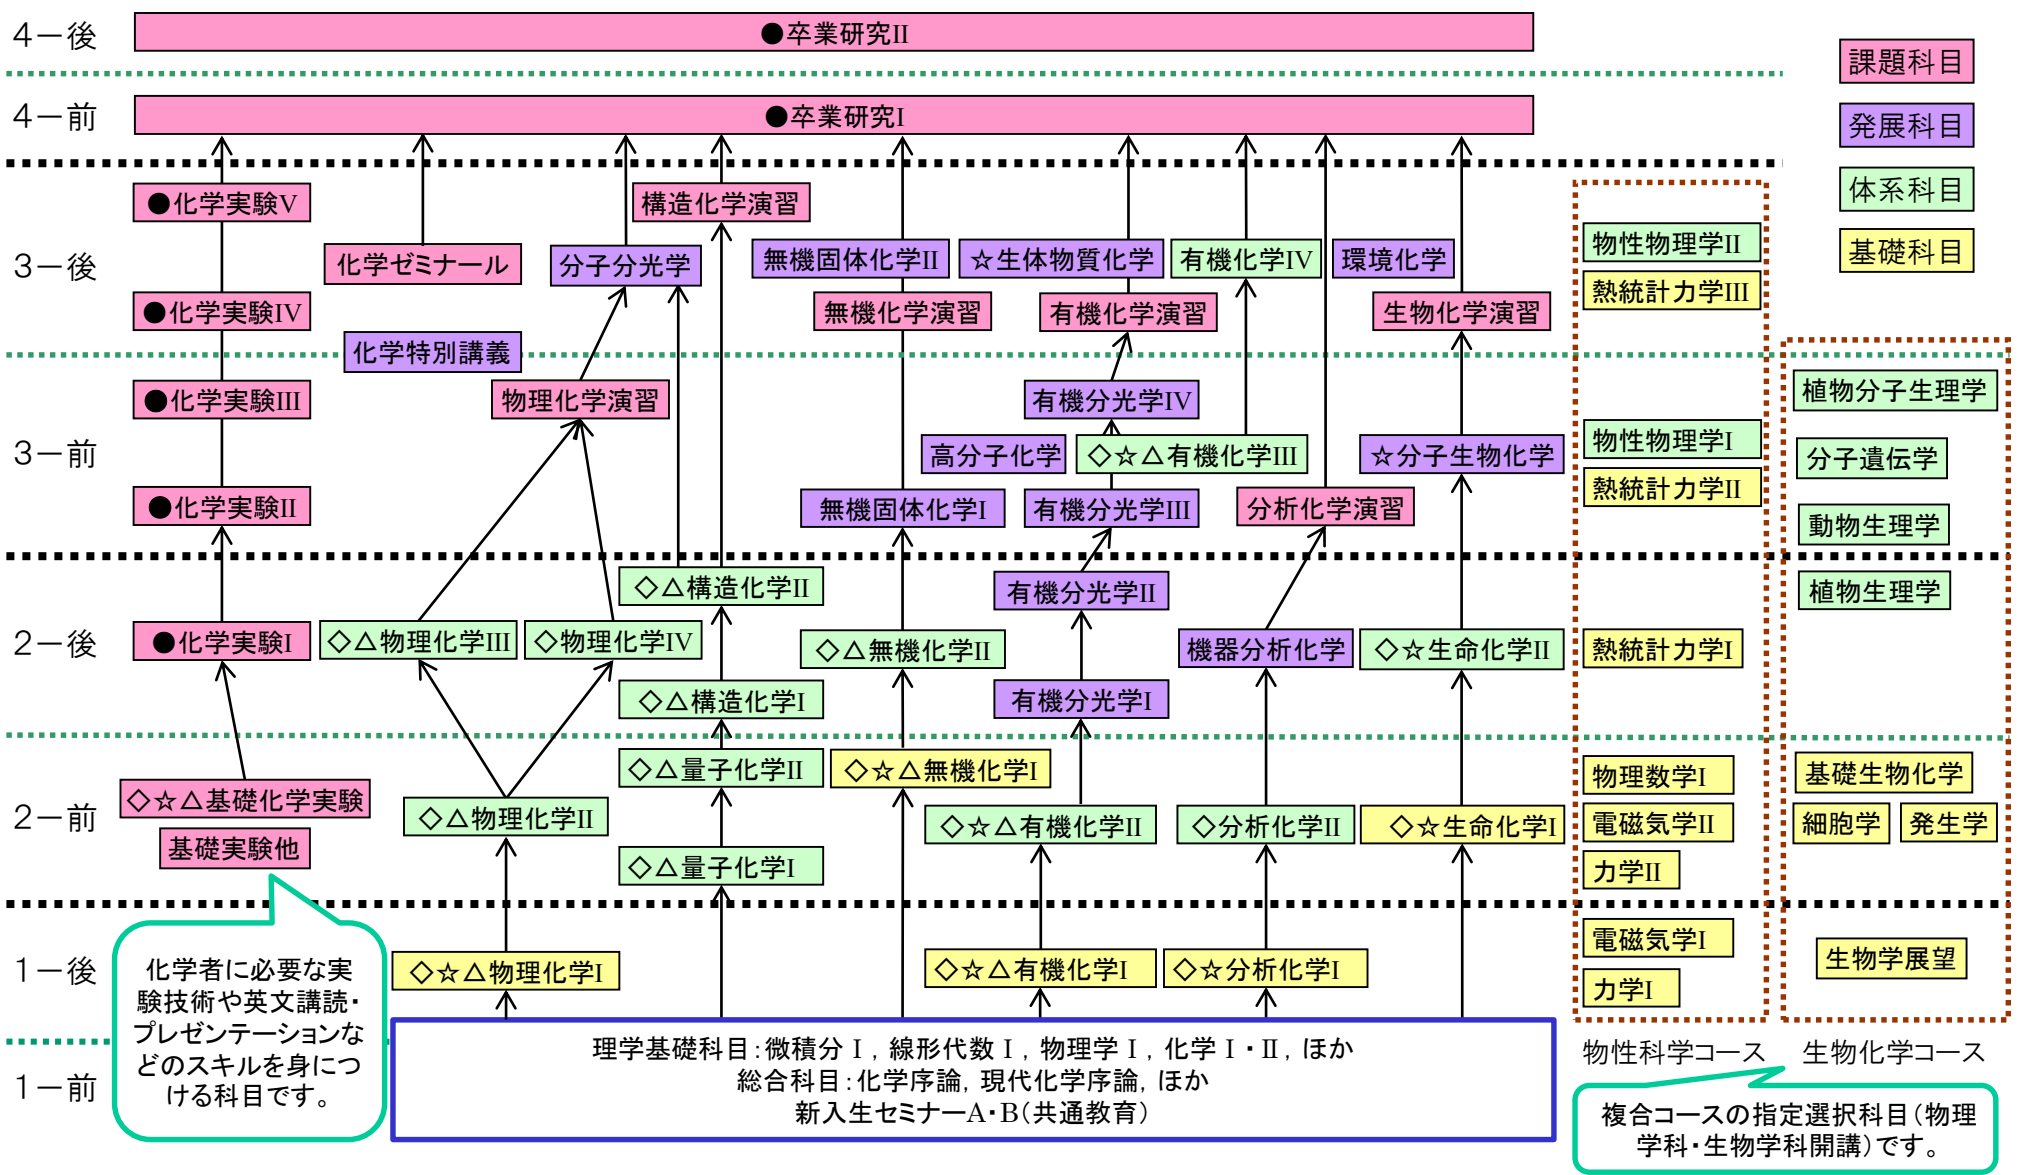 4－後
●卒業研究II
課題科目
4－前
●卒業研究I
発展科目
体系科目
基礎科目
3－後
●化学実験V
構造化学演習
化学ゼミナール
分子分光学
無機固体化学II
☆生体物質化学
有機化学IV
環境化学
物性物理学II
熱統計力学III
●化学実験IV
無機化学演習
有機化学演習
生物化学演習
化学特別講義
3－前
●化学実験III
物理化学演習
有機分光学IV
植物分子生理学
高分子化学
◇☆△有機化学III
☆分子生物化学
物性物理学I
分子遺伝学
熱統計力学II
●化学実験II
無機固体化学I
有機分光学III
分析化学演習
動物生理学
2－後
◇△構造化学II
有機分光学II
植物生理学
●化学実験I
◇△物理化学III
◇物理化学IV
◇△無機化学II
機器分析化学
◇☆生命化学II
熱統計力学I
◇△構造化学I
有機分光学I
2－前
◇△量子化学II
◇☆△無機化学I
物理数学I
基礎生物化学
◇☆△基礎化学実験
◇△物理化学II
◇☆△有機化学II
◇分析化学II
◇☆生命化学I
電磁気学II
細胞学
発生学
基礎実験他
◇△量子化学I
力学II
1－後
◇☆△物理化学I
◇☆△有機化学I
◇☆分析化学I
電磁気学I
力学I
生物学展望
化学者に必要な実
験技術や英文講読・
プレゼンテーションな
どのスキルを身につ
ける科目です。
1－前
理学基礎科目：微積分 I , 線形代数 I , 物理学 I , 化学 I・II , ほか
総合科目：化学序論, 現代化学序論, ほか
新入生セミナーA・B（共通教育）
物性科学コース
生物化学コース
複合コースの指定選択科目（物理
学科・生物学科開講）です。